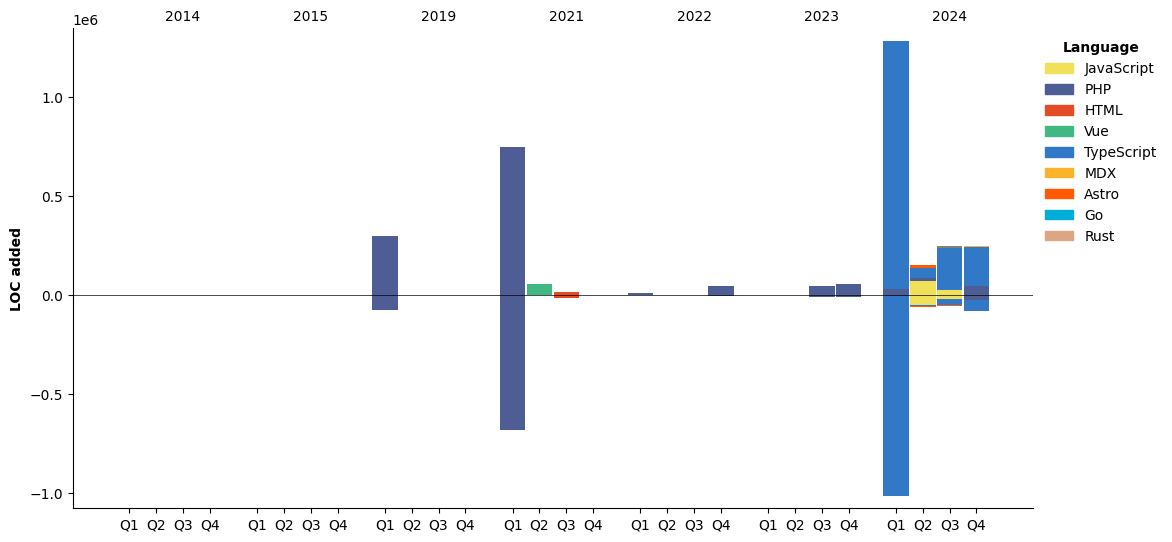 1e6
2014 2015 2019 2021 2022 2023 2024
Language
JavaScript
PHP
HTML
Vue
TypeScript
MDX
Astro
Go
Rust
LOC added
1.0
0.5
0.0
−0.5
−1.0
Q1 Q2 Q3 Q4 Q1 Q2 Q3 Q4 Q1 Q2 Q3 Q4 Q1 Q2 Q3 Q4 Q1 Q2 Q3 Q4 Q1 Q2 Q3 Q4 Q1 Q2 Q3 Q4